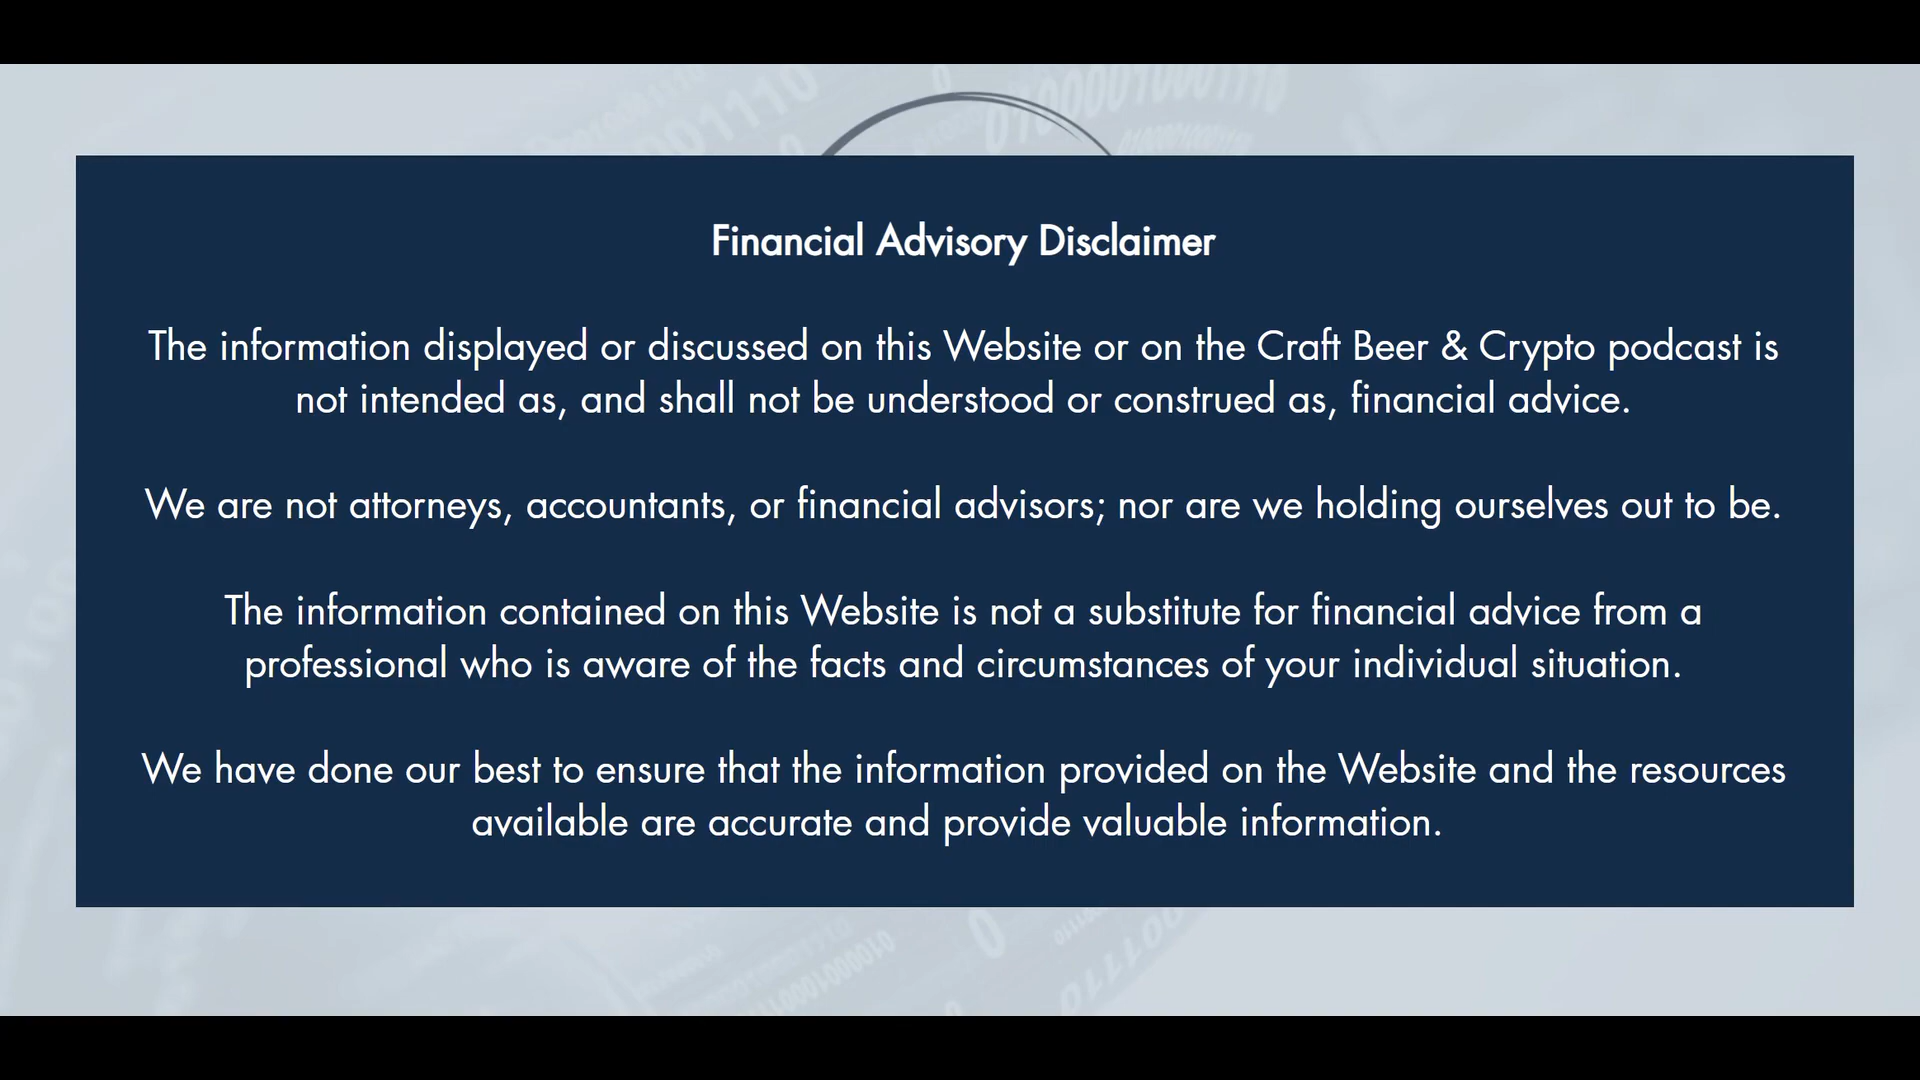 Financial Advisory Disclaimer
The information displayed or discussed on this Website or on the Craft Beer & Crypto podcast is
not intended as, and shall not be understood or construed as, financial advice.
We are not attorneys, accountants, or financial advisors; nor are we holding ourselves out to be.
The information contained on this Website is not a substitute for financial advice from a
professional who is aware of the facts and circumstances of your individual situation.
We have done our best to ensure that the information provided on the Website and the resources
available are accurate and provide valuable information.